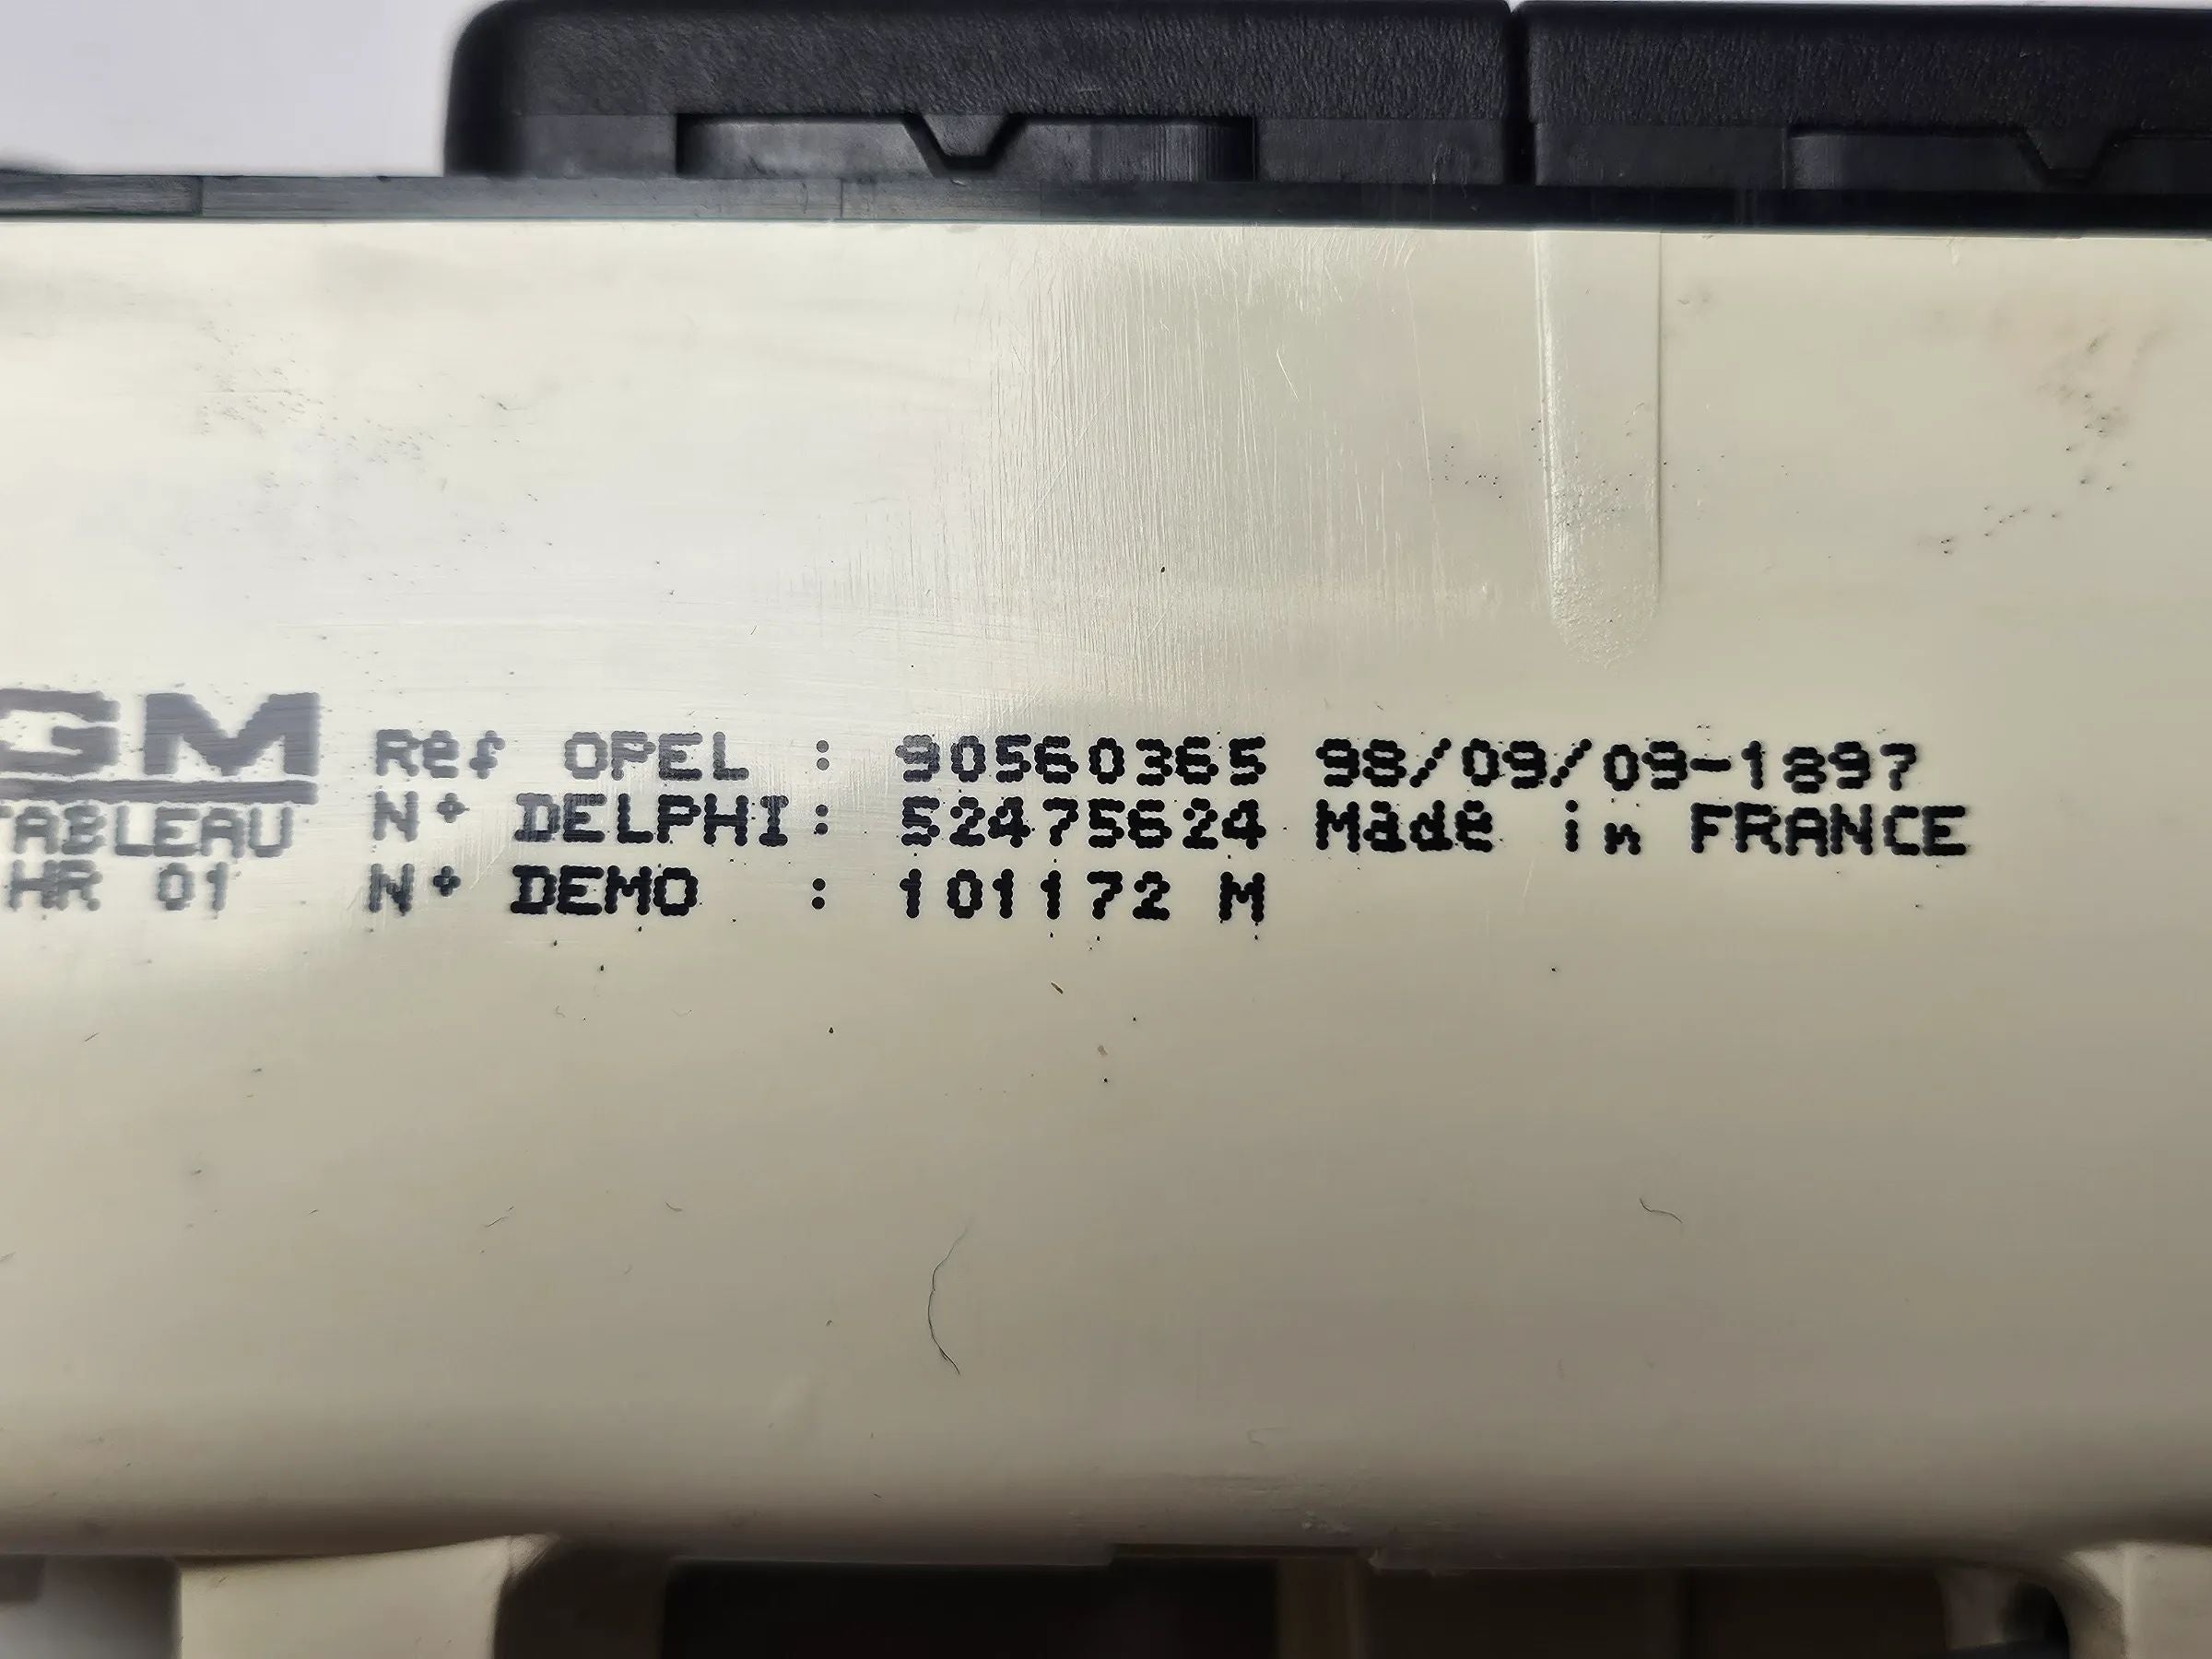 GM
TABLEAU
HR 01
Ref OPEL : 90560365 98/09/09-1897
N° DELPHI: 52475624 Made in FRANCE
N° DEMO : 101172 M